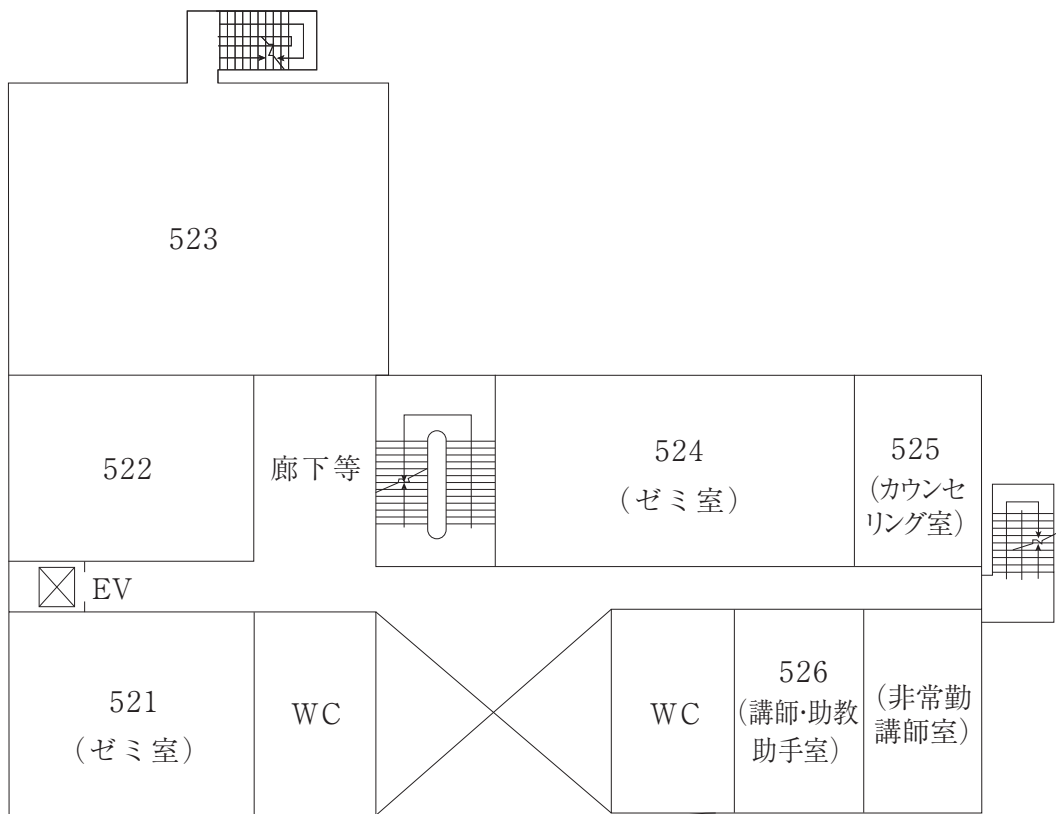 523
522
廊下等
524
(ゼミ室)
525
(カウンセ
リング室)
EV
521
(ゼミ室)
WC
WC
526
(講師・助教
助手室)
(非常勤
講師室)